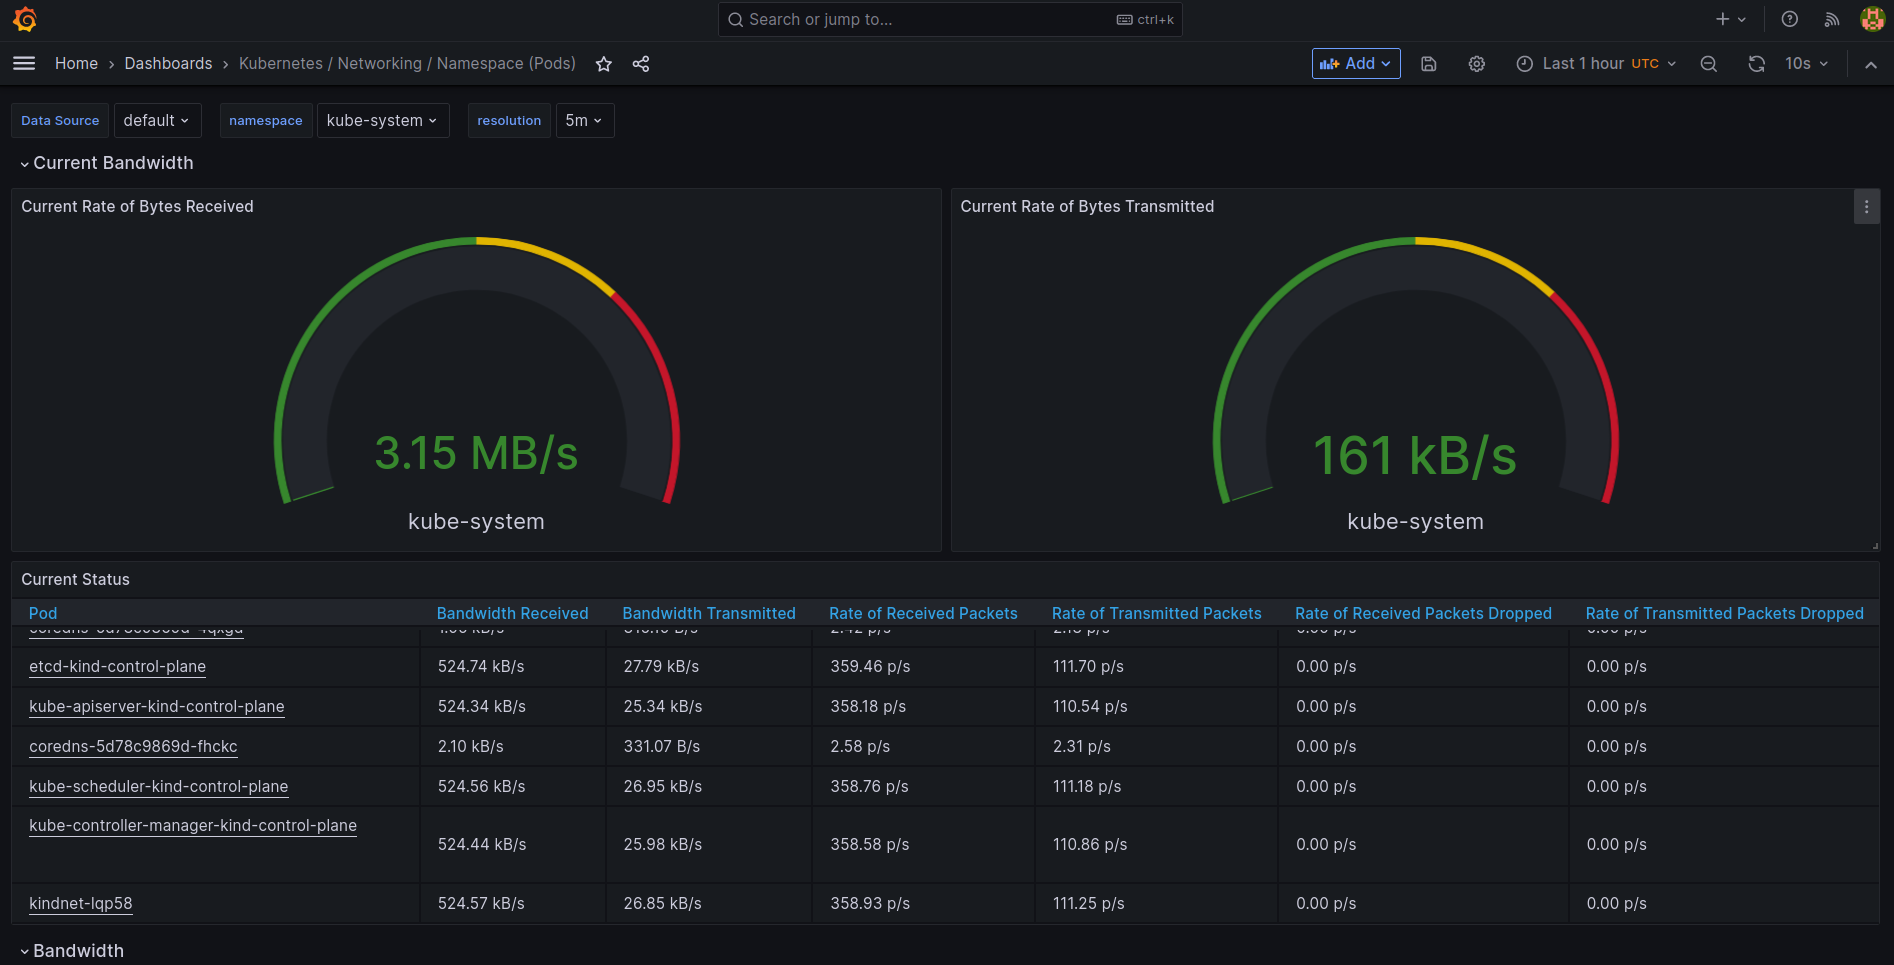 Search or jump to... ctrl+k
Home › Dashboards › Kubernetes / Networking / Namespace (Pods) Add Last 1 hour UTC 10s
Data Source default namespace kube-system resolution 5m
Current Bandwidth
Current Rate of Bytes Received
3.15 MB/s
kube-system
Current Rate of Bytes Transmitted
161 kB/s
kube-system
Current Status
Pod Bandwidth Received Bandwidth Transmitted Rate of Received Packets Rate of Transmitted Packets Rate of Received Packets Dropped Rate of Transmitted Packets Dropped
etcd-kind-control-plane 524.74 kB/s 27.79 kB/s 359.46 p/s 111.70 p/s 0.00 p/s 0.00 p/s
kube-apiserver-kind-control-plane 524.34 kB/s 25.34 kB/s 358.18 p/s 110.54 p/s 0.00 p/s 0.00 p/s
coredns-5d78c9869d-fhckc 2.10 kB/s 331.07 B/s 2.58 p/s 2.31 p/s 0.00 p/s 0.00 p/s
kube-scheduler-kind-control-plane 524.56 kB/s 26.95 kB/s 358.76 p/s 111.18 p/s 0.00 p/s 0.00 p/s
kube-controller-manager-kind-control-plane 524.44 kB/s 25.98 kB/s 358.58 p/s 110.86 p/s 0.00 p/s 0.00 p/s
kindnet-lqp58 524.57 kB/s 26.85 kB/s 358.93 p/s 111.25 p/s 0.00 p/s 0.00 p/s
Bandwidth